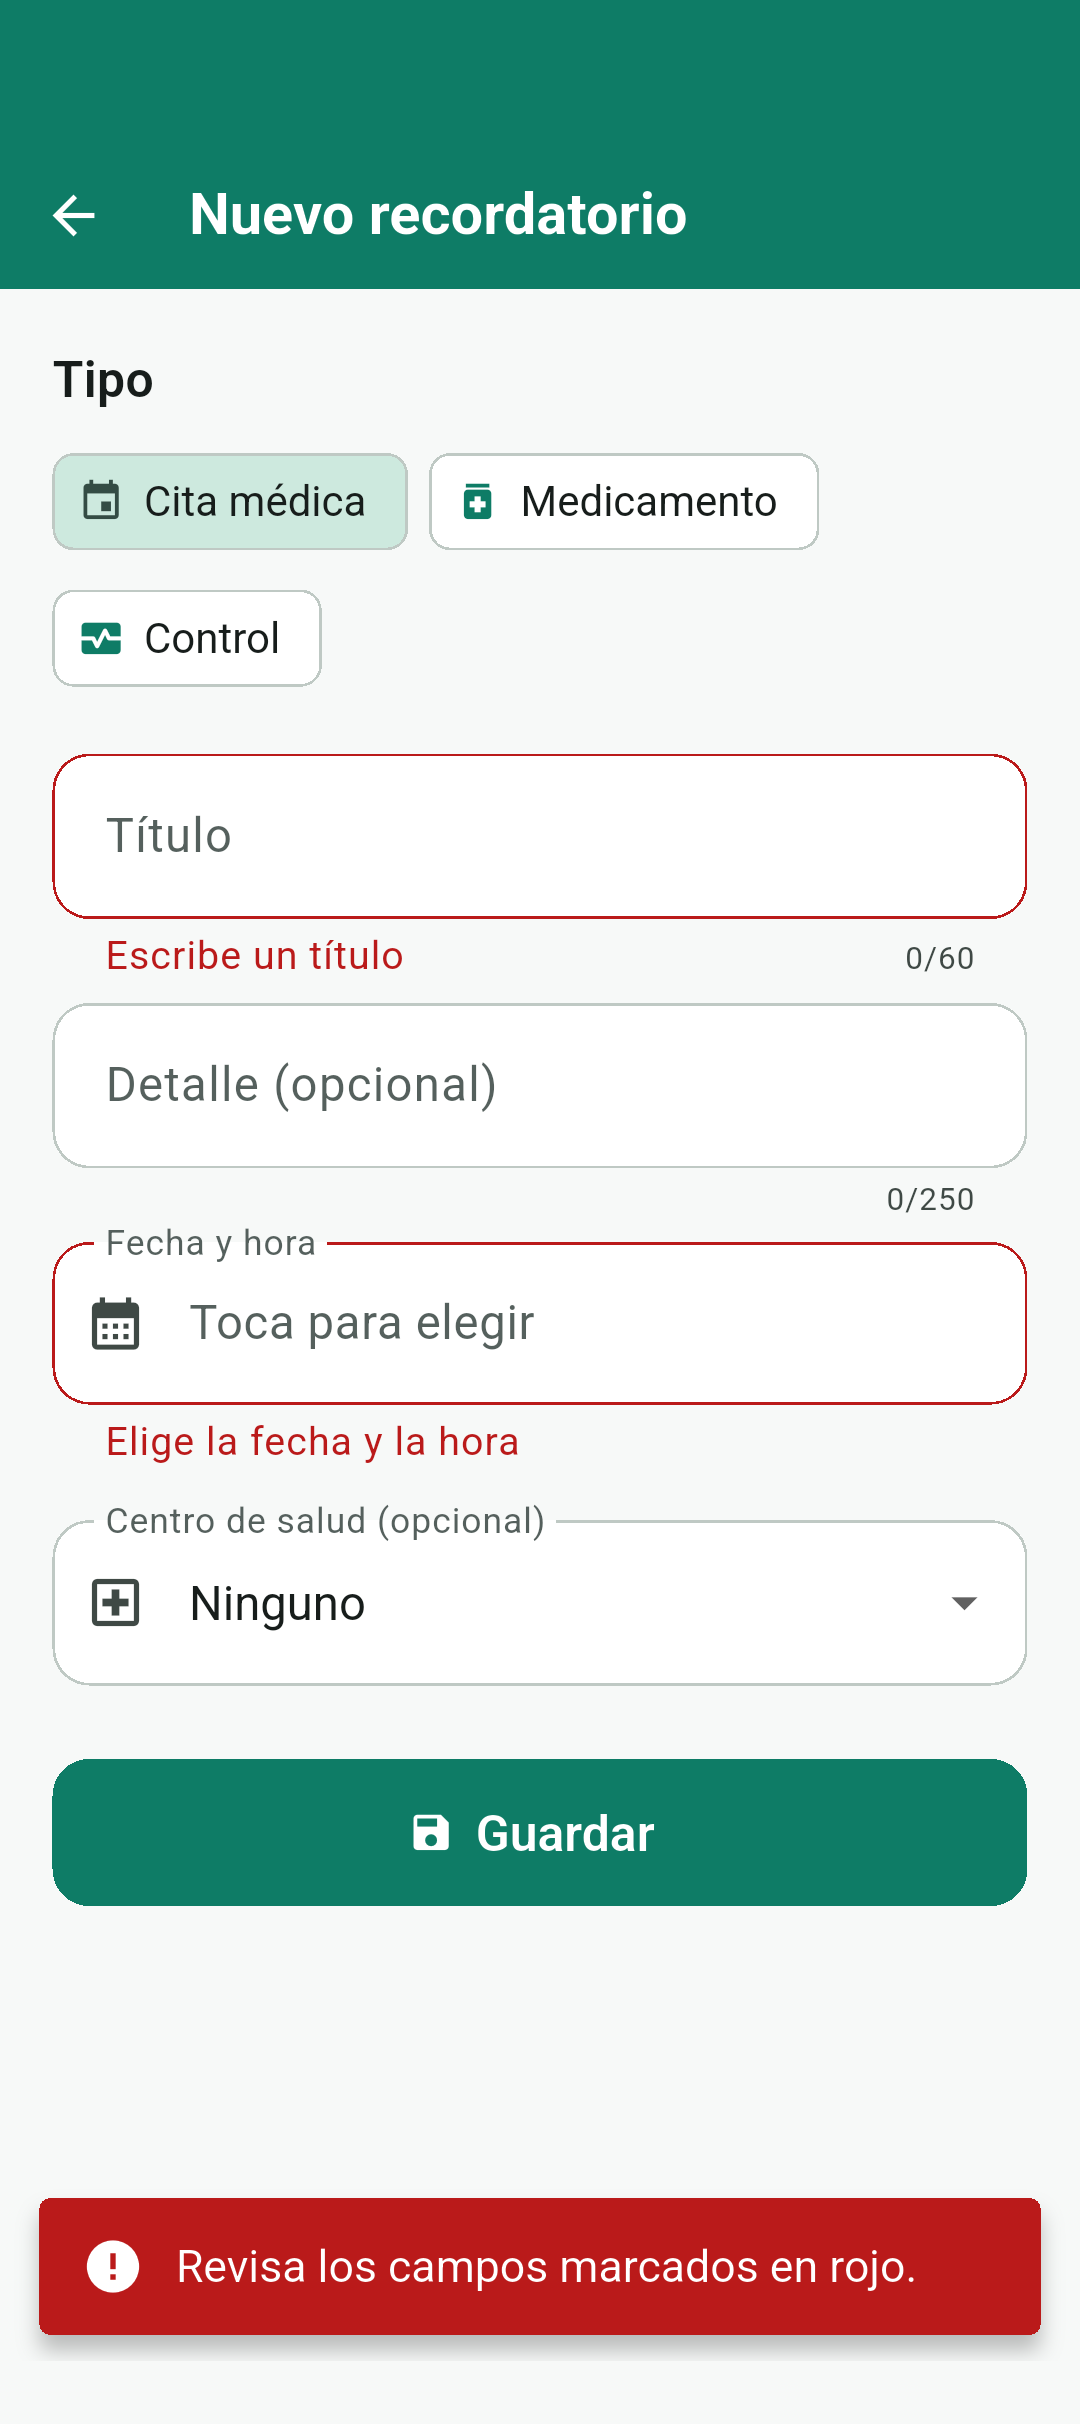 Nuevo recordatorio
Tipo
Cita médica
Medicamento
Control
Título
Escribe un título
0/60
Detalle (opcional)
0/250
Fecha y hora
Toca para elegir
Elige la fecha y la hora
Centro de salud (opcional)
Ninguno
Guardar
Revisa los campos marcados en rojo.